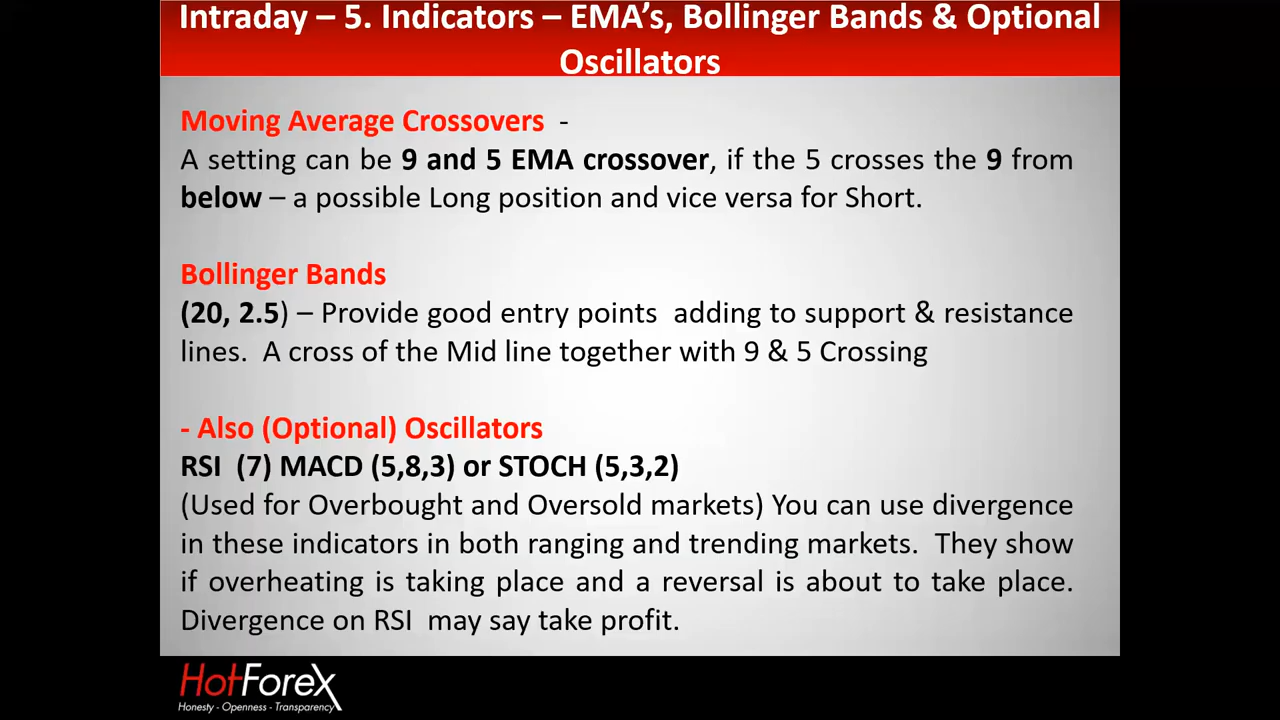 Intraday – 5. Indicators – EMA's, Bollinger Bands & Optional
Oscillators
Moving Average Crossovers -
A setting can be 9 and 5 EMA crossover, if the 5 crosses the 9 from
below – a possible Long position and vice versa for Short.
Bollinger Bands
(20, 2.5) – Provide good entry points adding to support & resistance
lines. A cross of the Mid line together with 9 & 5 Crossing
- Also (Optional) Oscillators
RSI (7) MACD (5,8,3) or STOCH (5,3,2)
(Used for Overbought and Oversold markets) You can use divergence
in these indicators in both ranging and trending markets. They show
if overheating is taking place and a reversal is about to take place.
Divergence on RSI may say take profit.
HotForex
Honesty - Openness - Transparency